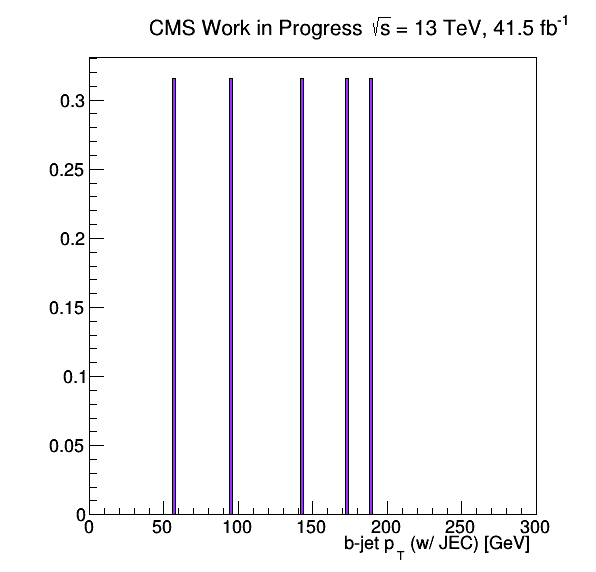 CMS Work in Progress √s = 13 TeV, 41.5 fb⁻¹
0.3
0.25
0.2
0.15
0.1
0.05
0
0 50 100 150 200 250 300
b-jet p_T (w/ JEC) [GeV]